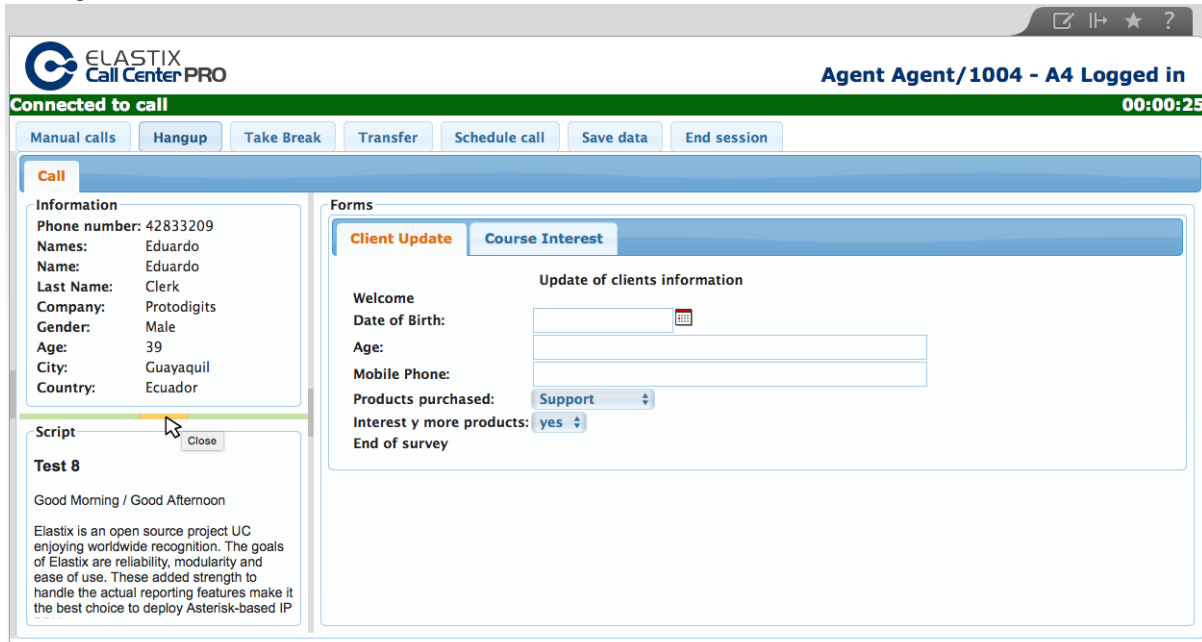 ELASTIX
Call Center PRO
Agent Agent/1004 - A4 Logged in
Connected to call 00:00:25
Manual calls Hangup Take Break Transfer Schedule call Save data End session
Call
Information
Phone number: 42833209
Names: Eduardo
Name: Eduardo
Last Name: Clerk
Company: Protodigits
Gender: Male
Age: 39
City: Guayaquil
Country: Ecuador
Close
Script
Test 8
Good Morning / Good Afternoon
Elastix is an open source project UC
enjoying worldwide recognition. The goals
of Elastix are reliability, modularity and
ease of use. These added strength to
handle the actual reporting features make it
the best choice to deploy Asterisk-based IP
Forms
Client Update Course Interest
Update of clients information
Welcome
Date of Birth:
Age:
Mobile Phone:
Products purchased: Support
Interest y more products: yes
End of survey